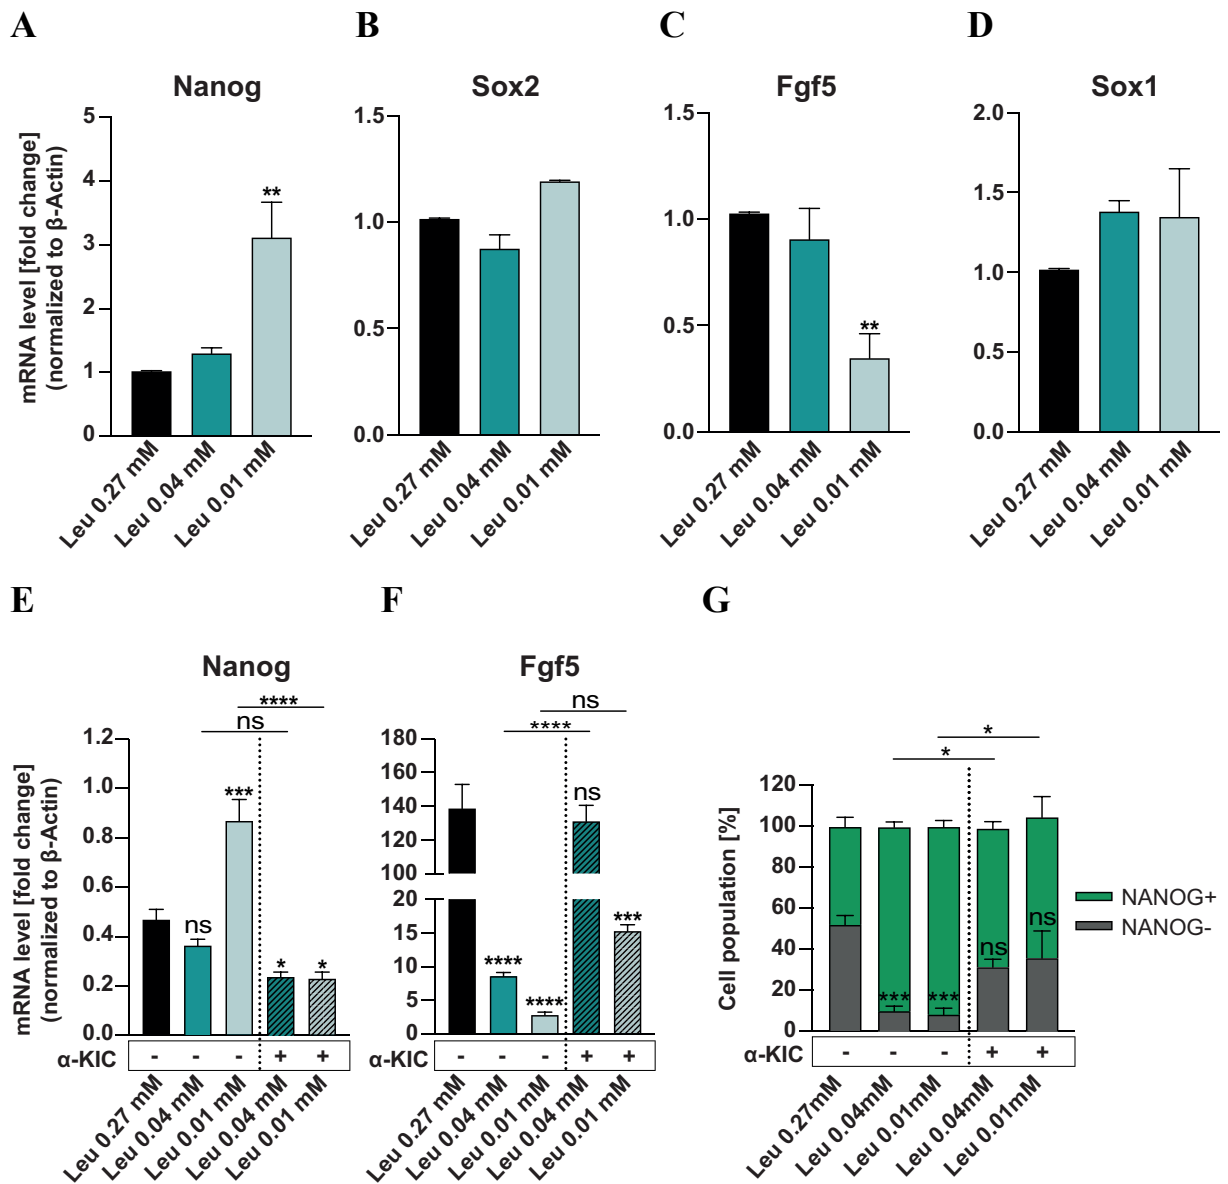 A
B
C
D
Nanog
Sox2
Fgf5
Sox1
mRNA level [fold change]
(normalized to β-Actin)
5
4
3
2
1
0
**
Leu 0.27 mM
Leu 0.04 mM
Leu 0.01 mM
1.5
1.0
0.5
0.0
Leu 0.27 mM
Leu 0.04 mM
Leu 0.01 mM
1.5
1.0
0.5
0.0
**
Leu 0.27 mM
Leu 0.04 mM
Leu 0.01 mM
2.0
1.5
1.0
0.5
0.0
Leu 0.27 mM
Leu 0.04 mM
Leu 0.01 mM
E
F
G
Nanog
mRNA level [fold change]
(normalized to β-Actin)
****
ns
1.2
1.0
0.8
0.6
0.4
0.2
0.0
ns
***
*
*
α-KIC
- - - + +
Leu 0.27 mM
Leu 0.04 mM
Leu 0.01 mM
Leu 0.04 mM
Leu 0.01 mM
Fgf5
ns
****
180
160
140
120
100
20
15
10
5
0
****
****
ns
***
- - - + +
Leu 0.27 mM
Leu 0.04 mM
Leu 0.01 mM
Leu 0.04 mM
Leu 0.01 mM
Cell population [%]
*
*
120
100
80
60
40
20
0
***
***
ns
ns
NANOG+
NANOG-
α-KIC
- - - + +
Leu 0.27mM
Leu 0.04mM
Leu 0.01mM
Leu 0.04mM
Leu 0.01mM